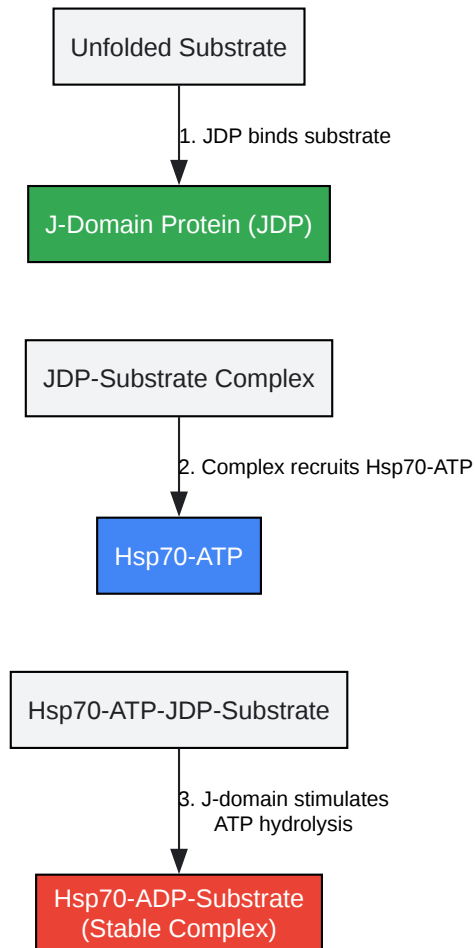 Unfolded Substrate
1. JDP binds substrate
J-Domain Protein (JDP)
JDP-Substrate Complex
2. Complex recruits Hsp70-ATP
Hsp70-ATP
Hsp70-ATP-JDP-Substrate
3. J-domain stimulates
ATP hydrolysis
Hsp70-ADP-Substrate
(Stable Complex)